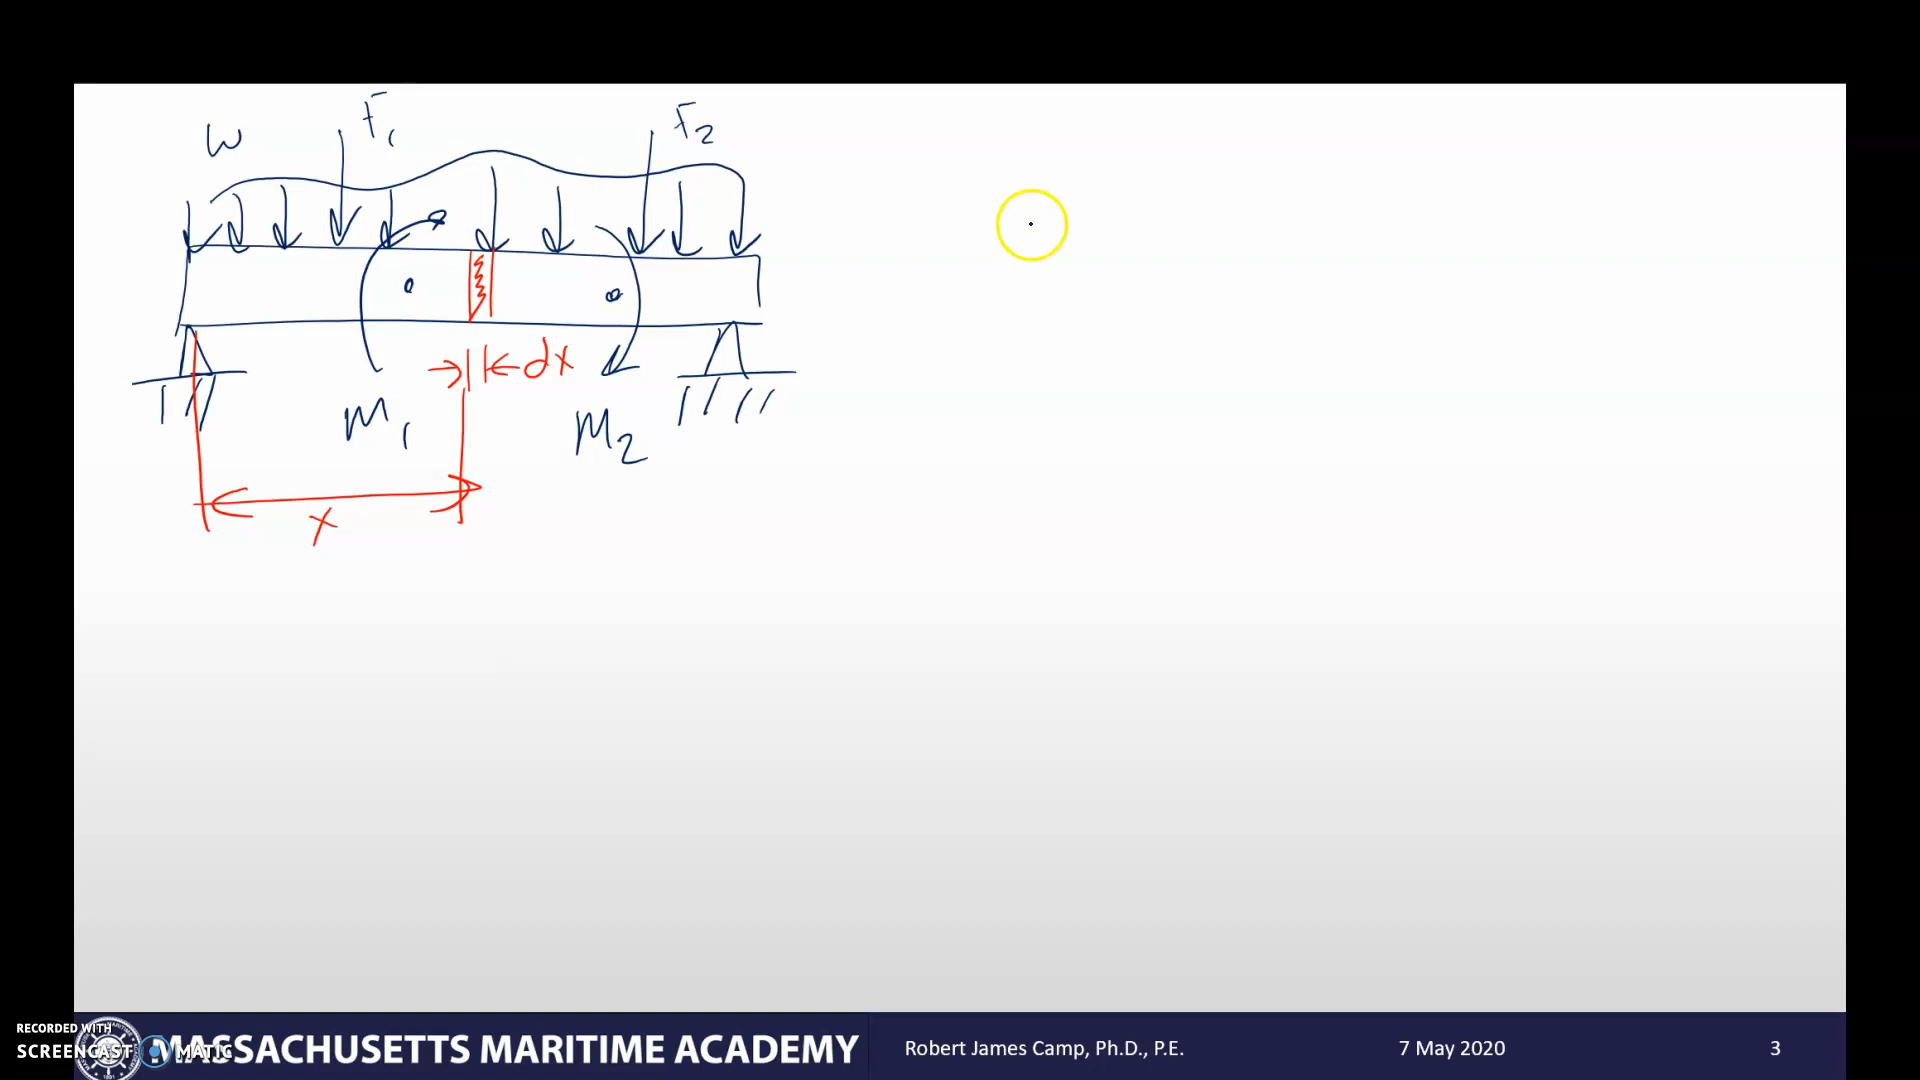 w F1 F2
dx
M1 M2
x
RECORDED WITH
SCREENCAST MATIC
MASSACHUSETTS MARITIME ACADEMY
Robert James Camp, Ph.D., P.E. 7 May 2020 3